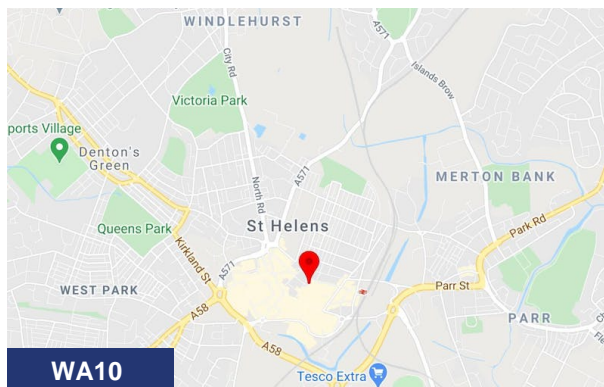 WINDLEHURST
A571
City Rd
Islands Brow
Victoria Park
ports Village
Denton's
Green
A571
MERTON BANK
North Rd
St Helens
Queens Park
Park Rd
Kirkland St
A571
WEST PARK
Parr St
A58
PARR
A58
Tesco Extra
WA10